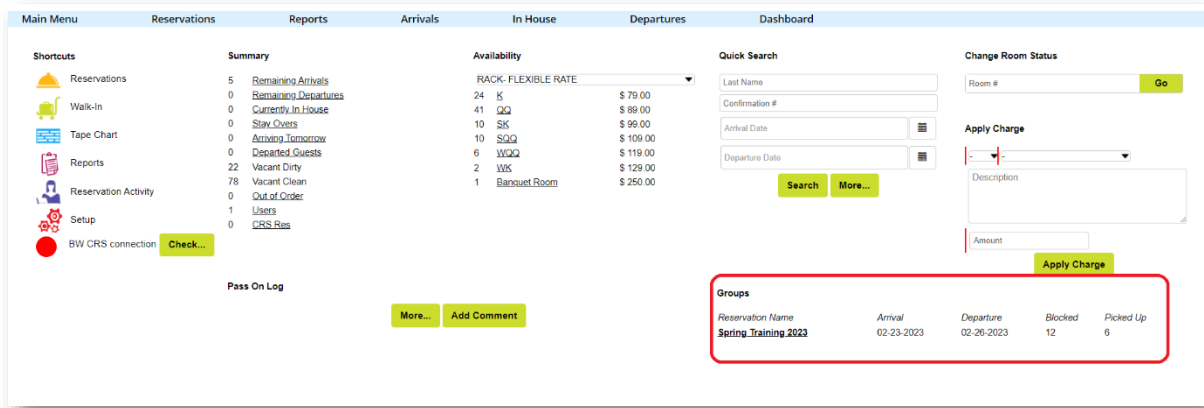 Main Menu Reservations Reports Arrivals In House Departures Dashboard
Shortcuts
Reservations
Walk-In
Tape Chart
Reports
Reservation Activity
Setup
BW CRS connection Check...
Summary
5 Remaining Arrivals
0 Remaining Departures
0 Currently In House
0 Stay Overs
0 Arriving Tomorrow
0 Departed Guests
22 Vacant Dirty
78 Vacant Clean
0 Out of Order
1 Users
0 CRS Res
Availability
RACK- FLEXIBLE RATE
24 K $ 79.00
41 QQ $ 89.00
10 SK $ 99.00
10 SQQ $ 109.00
6 WQQ $ 119.00
2 WK $ 129.00
1 Banquet Room $ 250.00
Quick Search
Last Name
Confirmation #
Arrival Date
Departure Date
Search More...
Change Room Status
Room # Go
Apply Charge
- -
Description
Amount
Apply Charge
Pass On Log
More... Add Comment
Groups
Reservation Name Arrival Departure Blocked Picked Up
Spring Training 2023 02-23-2023 02-26-2023 12 6